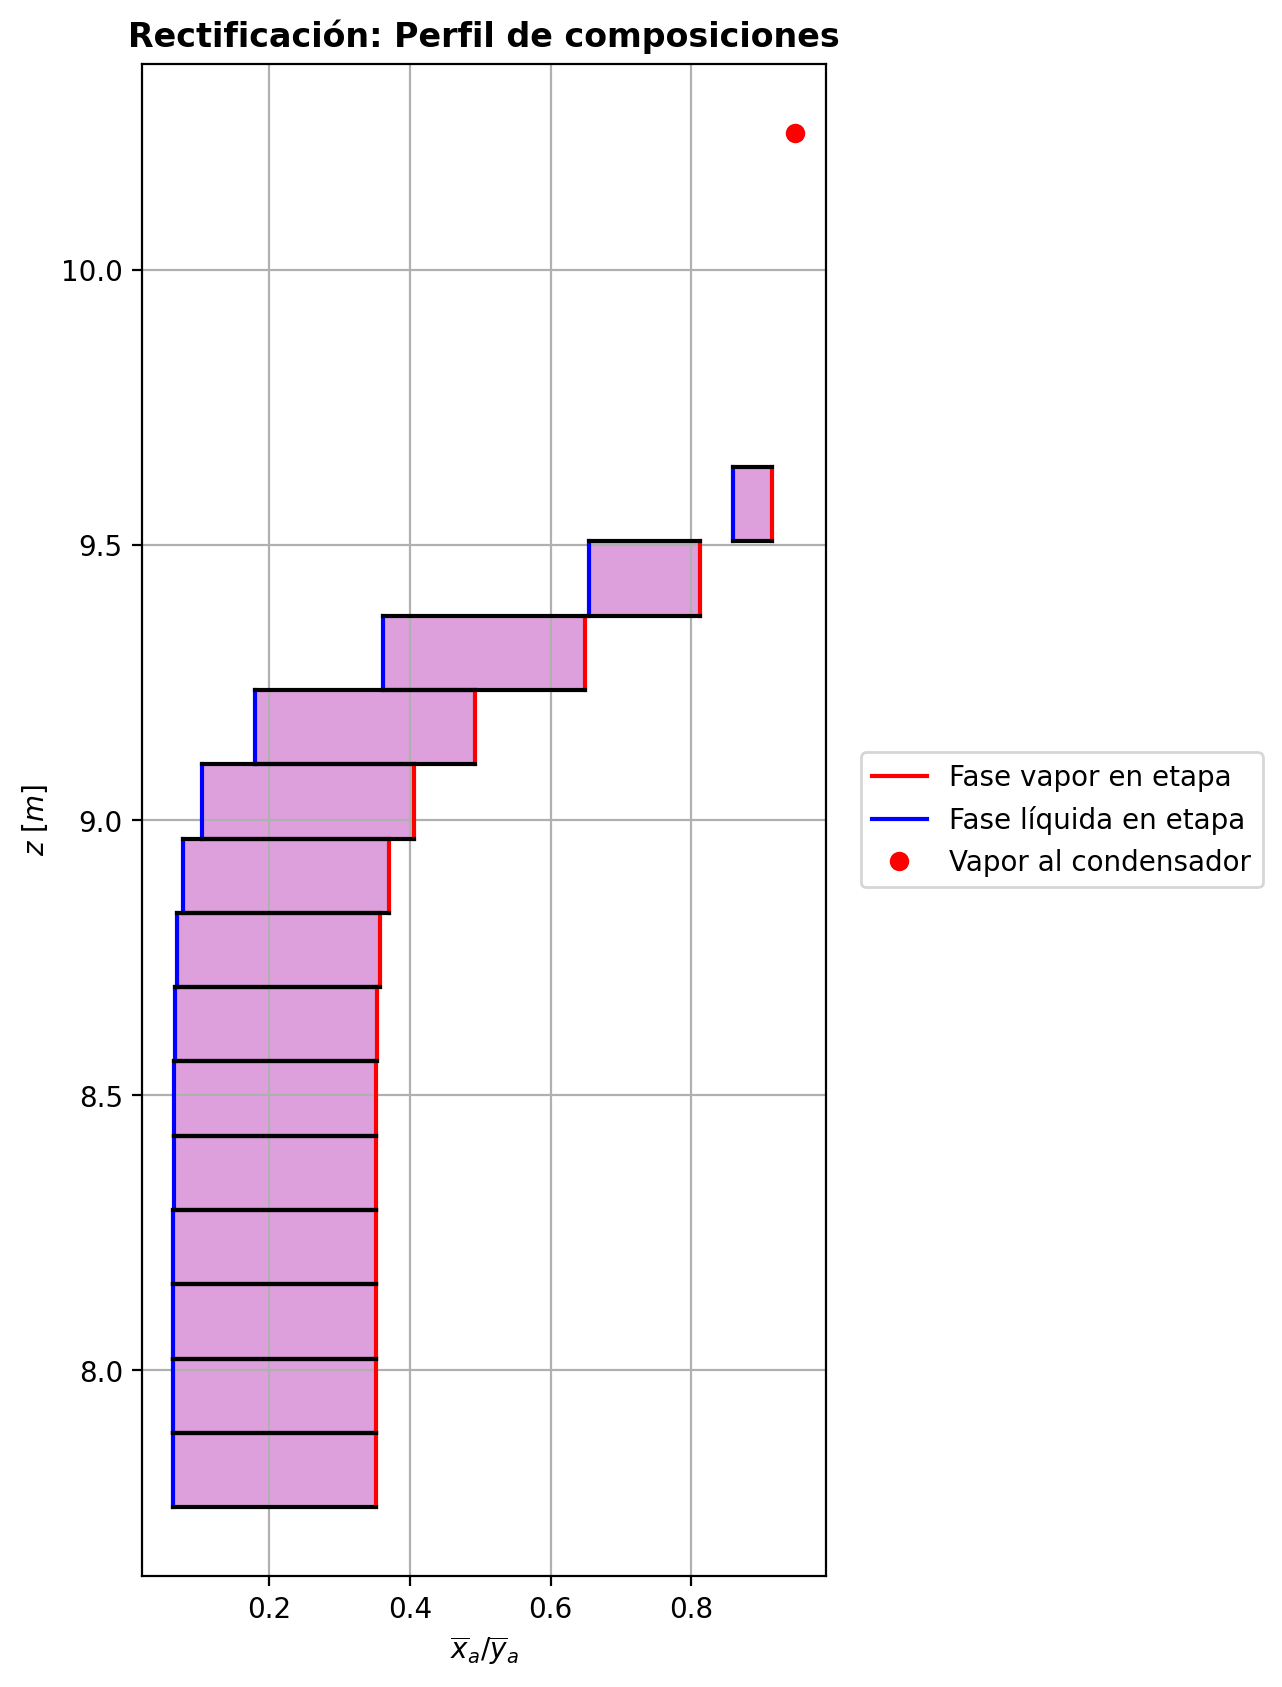 Rectificación: Perfil de composiciones
10.0
9.5
9.0
8.5
8.0
z [m]
0.2 0.4 0.6 0.8
x̅ₐ/y̅ₐ
Fase vapor en etapa
Fase líquida en etapa
Vapor al condensador